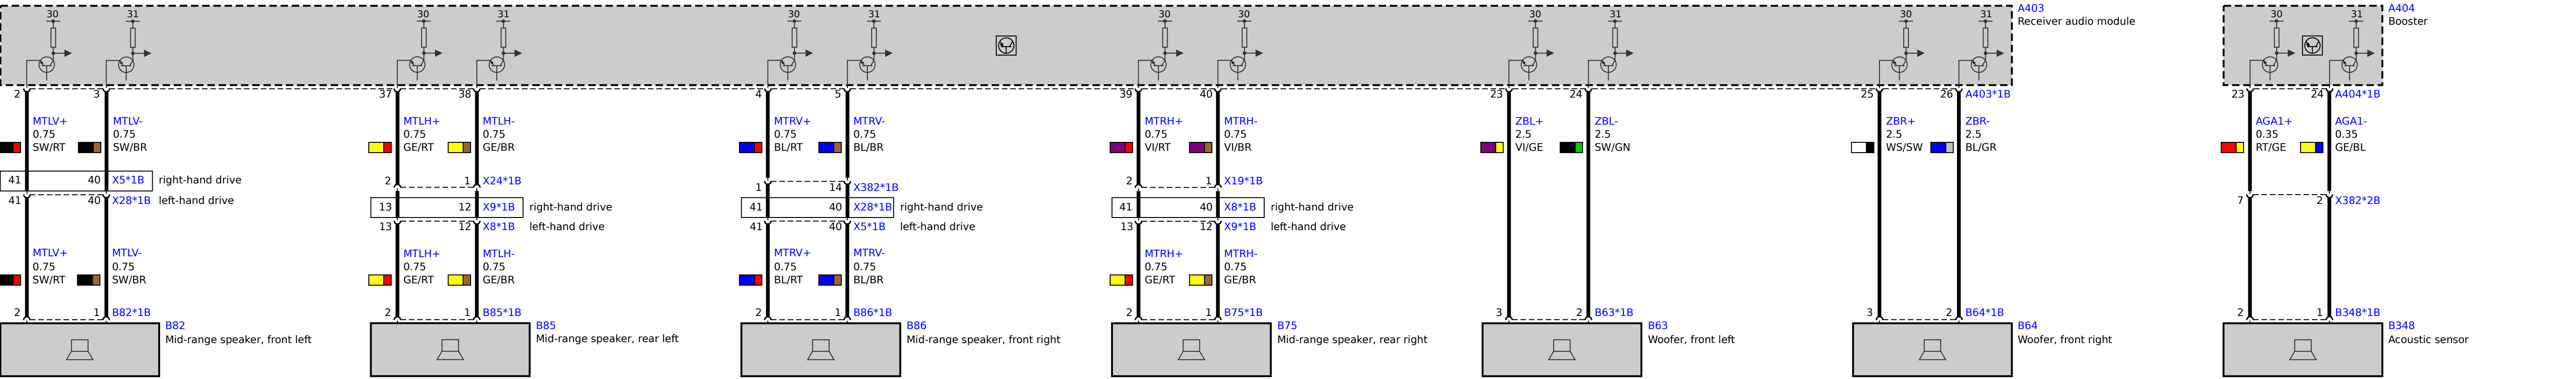 30 31 30 31 30 31 30 30 30 31 30 31 A403 30 31 A404
Receiver audio module Booster
2 3 37 38 4 5 39 40 23 24 25 26 A403*1B 23 24 A404*1B
MTLV+ MTLV- MTLH+ MTLH- MTRV+ MTRV- MTRH+ MTRH- ZBL+ ZBL- ZBR+ ZBR- AGA1+ AGA1-
0.75 0.75 0.75 0.75 0.75 0.75 0.75 0.75 2.5 2.5 2.5 2.5 0.35 0.35
SW/RT SW/BR GE/RT GE/BR BL/RT BL/BR VI/RT VI/BR VI/GE SW/GN WS/SW BL/GR RT/GE GE/BL
41 40 X5*1B right-hand drive 2 1 X24*1B 1 14 X382*1B 2 1 X19*1B
41 40 X28*1B left-hand drive 13 12 X9*1B right-hand drive 41 40 X28*1B right-hand drive 41 40 X8*1B right-hand drive 7 2 X382*2B
13 12 X8*1B left-hand drive 41 40 X5*1B left-hand drive 13 12 X9*1B left-hand drive
MTLV+ MTLV- MTLH+ MTLH- MTRV+ MTRV- MTRH+ MTRH-
0.75 0.75 0.75 0.75 0.75 0.75 0.75 0.75
SW/RT SW/BR GE/RT GE/BR BL/RT BL/BR GE/RT GE/BR
2 1 B82*1B 2 1 B85*1B 2 1 B86*1B 2 1 B75*1B 3 2 B63*1B 3 2 B64*1B 2 1 B348*1B
B82 B85 B86 B75 B63 B64 B348
Mid-range speaker, front left Mid-range speaker, rear left Mid-range speaker, front right Mid-range speaker, rear right Woofer, front left Woofer, front right Acoustic sensor